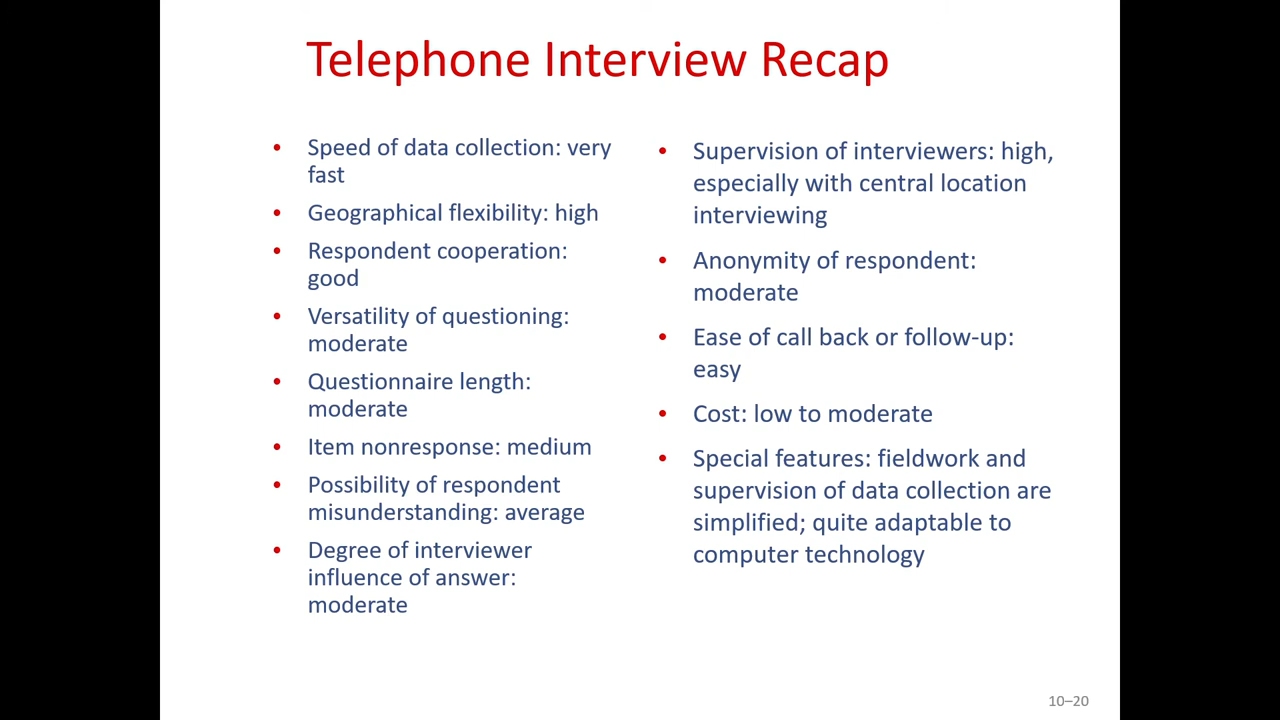 Telephone Interview Recap
• Speed of data collection: very
fast
• Geographical flexibility: high
• Respondent cooperation:
good
• Versatility of questioning:
moderate
• Questionnaire length:
moderate
• Item nonresponse: medium
• Possibility of respondent
misunderstanding: average
• Degree of interviewer
influence of answer:
moderate
• Supervision of interviewers: high,
especially with central location
interviewing
• Anonymity of respondent:
moderate
• Ease of call back or follow-up:
easy
• Cost: low to moderate
• Special features: fieldwork and
supervision of data collection are
simplified; quite adaptable to
computer technology
10–20